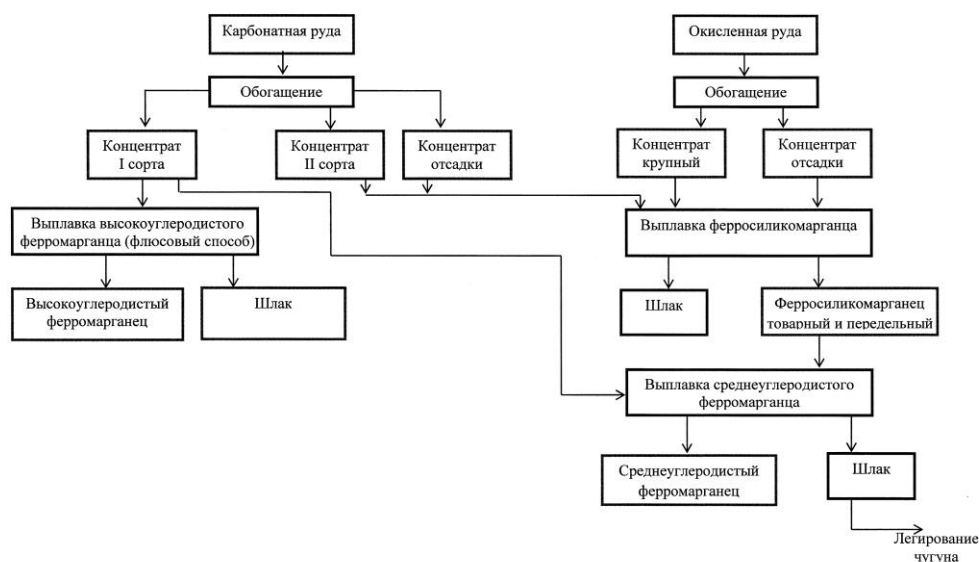 Карбонатная руда
Окисленная руда
Обогащение
Обогащение
Концентрат
I сорта
Концентрат
II сорта
Концентрат
отсадки
Концентрат
крупный
Концентрат
отсадки
Выплавка высокоуглеродистого
ферромарганца (флюсовый способ)
Выплавка ферросиликомарганца
Высокоуглеродистый
ферромарганец
Шлак
Шлак
Ферросиликомарганец
товарный и передельный
Выплавка среднеуглеродистого
ферромарганца
Среднеуглеродистый
ферромарганец
Шлак
Легирование
чугуна